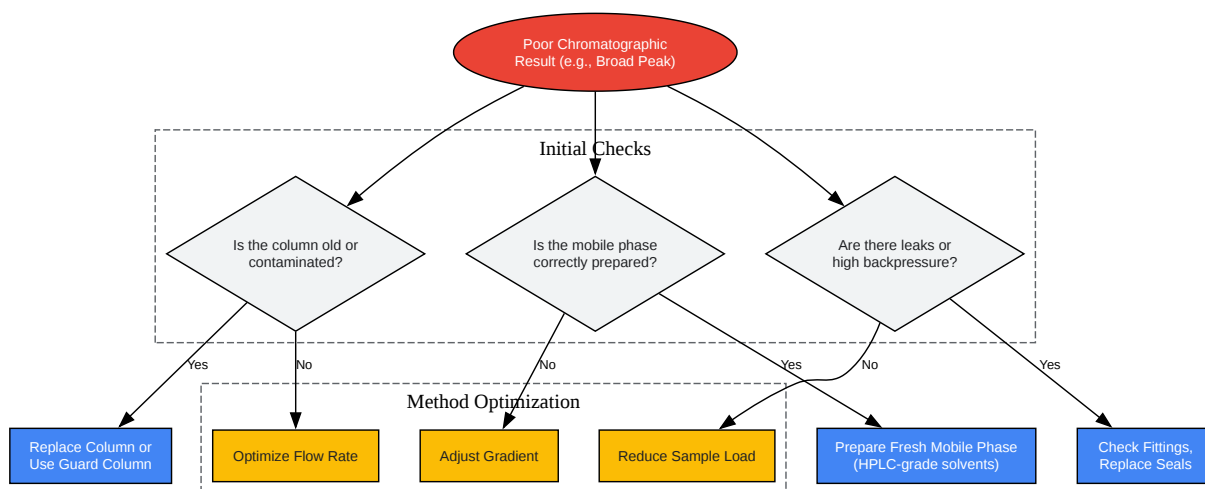 Poor Chromatographic
Result (e.g., Broad Peak)
Initial Checks
Is the column old or
contaminated?
Is the mobile phase
correctly prepared?
Are there leaks or
high backpressure?
Yes
No
No
Yes
No
Yes
Method Optimization
Replace Column or
Use Guard Column
Optimize Flow Rate
Adjust Gradient
Reduce Sample Load
Prepare Fresh Mobile Phase
(HPLC-grade solvents)
Check Fittings,
Replace Seals